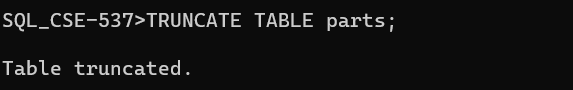 SQL_CSE-537>TRUNCATE TABLE parts;
Table truncated.